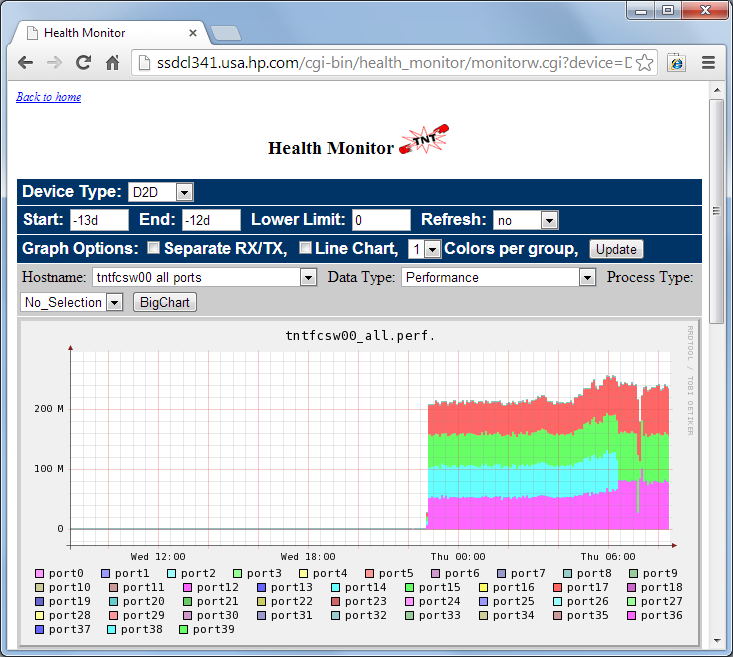 Health Monitor
ssdcl341.usa.hp.com/cgi-bin/health_monitor/monitorw.cgi?device=D
Back to home
Health Monitor TNT
Device Type: D2D
Start: -13d End: -12d Lower Limit: 0 Refresh: no
Graph Options: Separate RX/TX, Line Chart, 1 Colors per group, Update
Hostname: tntfcsw00 all ports Data Type: Performance Process Type:
No_Selection BigChart
tntfcsw00_all.perf.
RRDTOOL / TOBI OETIKER
200 M
100 M
0
Wed 12:00 Wed 18:00 Thu 00:00 Thu 06:00
port0 port1 port2 port3 port4 port5 port6 port7 port8 port9
port10 port11 port12 port13 port14 port15 port16 port17 port18
port19 port20 port21 port22 port23 port24 port25 port26 port27
port28 port29 port30 port31 port32 port33 port34 port35 port36
port37 port38 port39